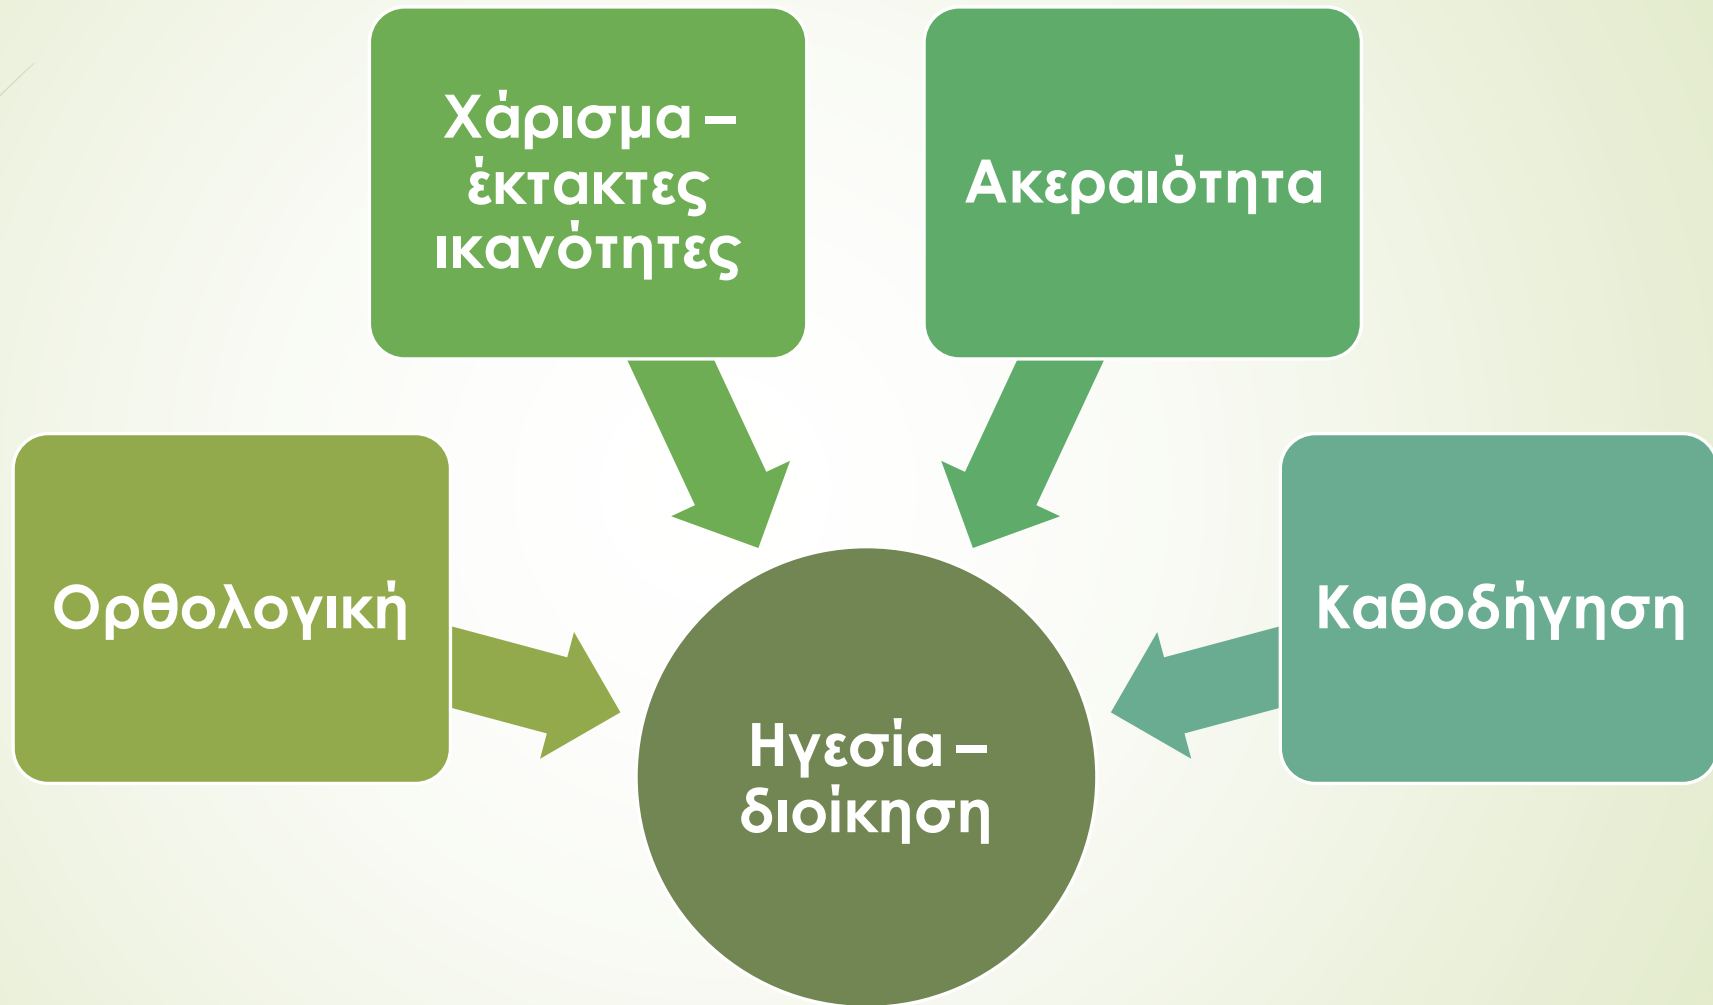 Χάρισμα –
έκτακτες
ικανότητες
Ακεραιότητα
Ορθολογική
Καθοδήγηση
Ηγεσία –
διοίκηση